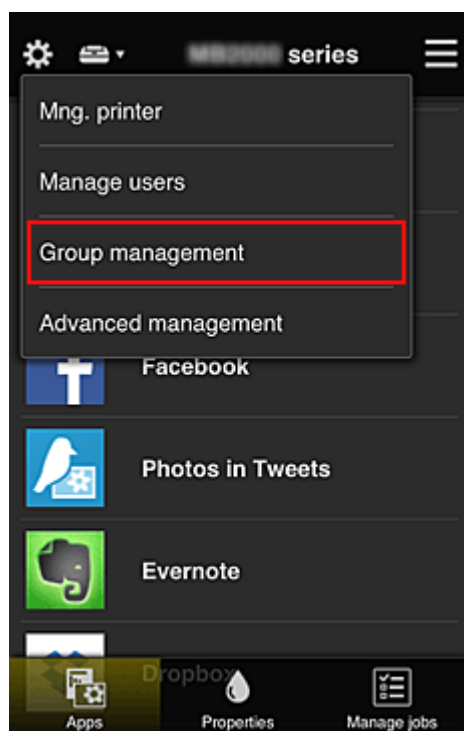 series
Mng. printer
Manage users
Group management
Advanced management
Facebook
Photos in Tweets
Evernote
Dropbox
Apps
Properties
Manage jobs